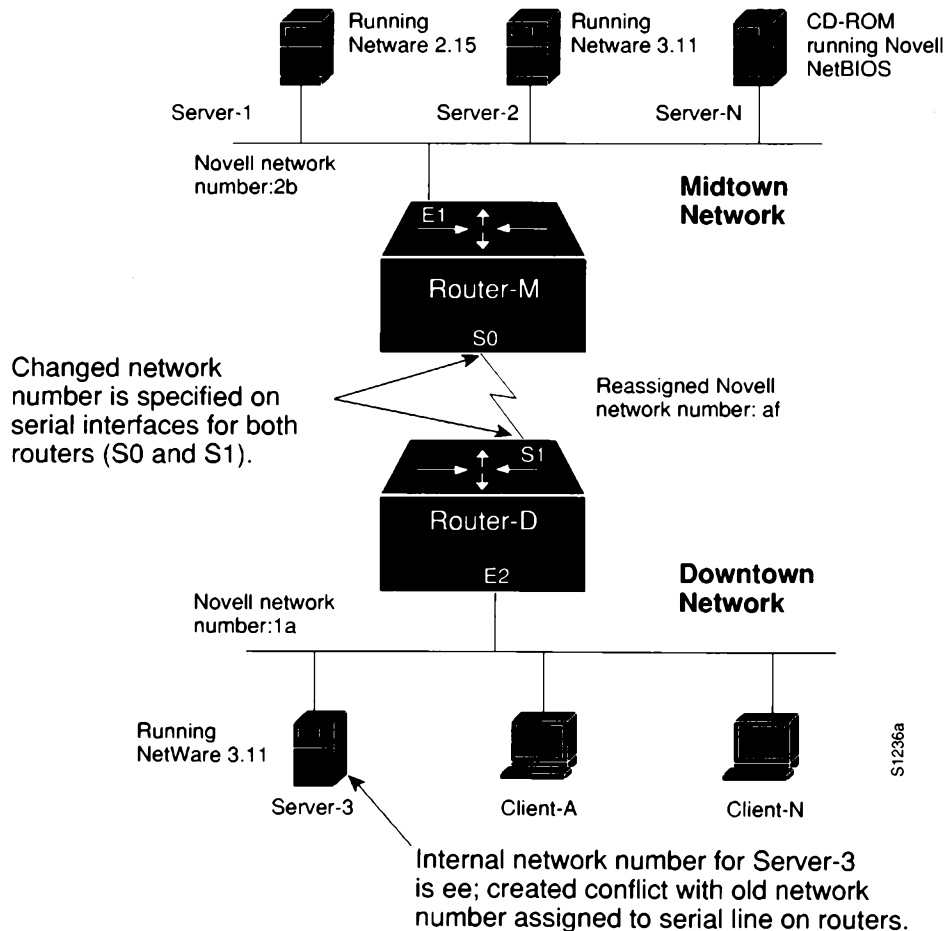 Running
Netware 2.15
Running
Netware 3.11
CD-ROM
running Novell
NetBIOS
Server-1
Server-2
Server-N
Novell network
number:2b
Midtown
Network
E1
Router-M
S0
Changed network
number is specified on
serial interfaces for both
routers (S0 and S1).
Reassigned Novell
network number: af
S1
Router-D
E2
Downtown
Network
Novell network
number:1a
Running
NetWare 3.11
Server-3
Client-A
Client-N
S1236a
Internal network number for Server-3
is ee; created conflict with old network
number assigned to serial line on routers.